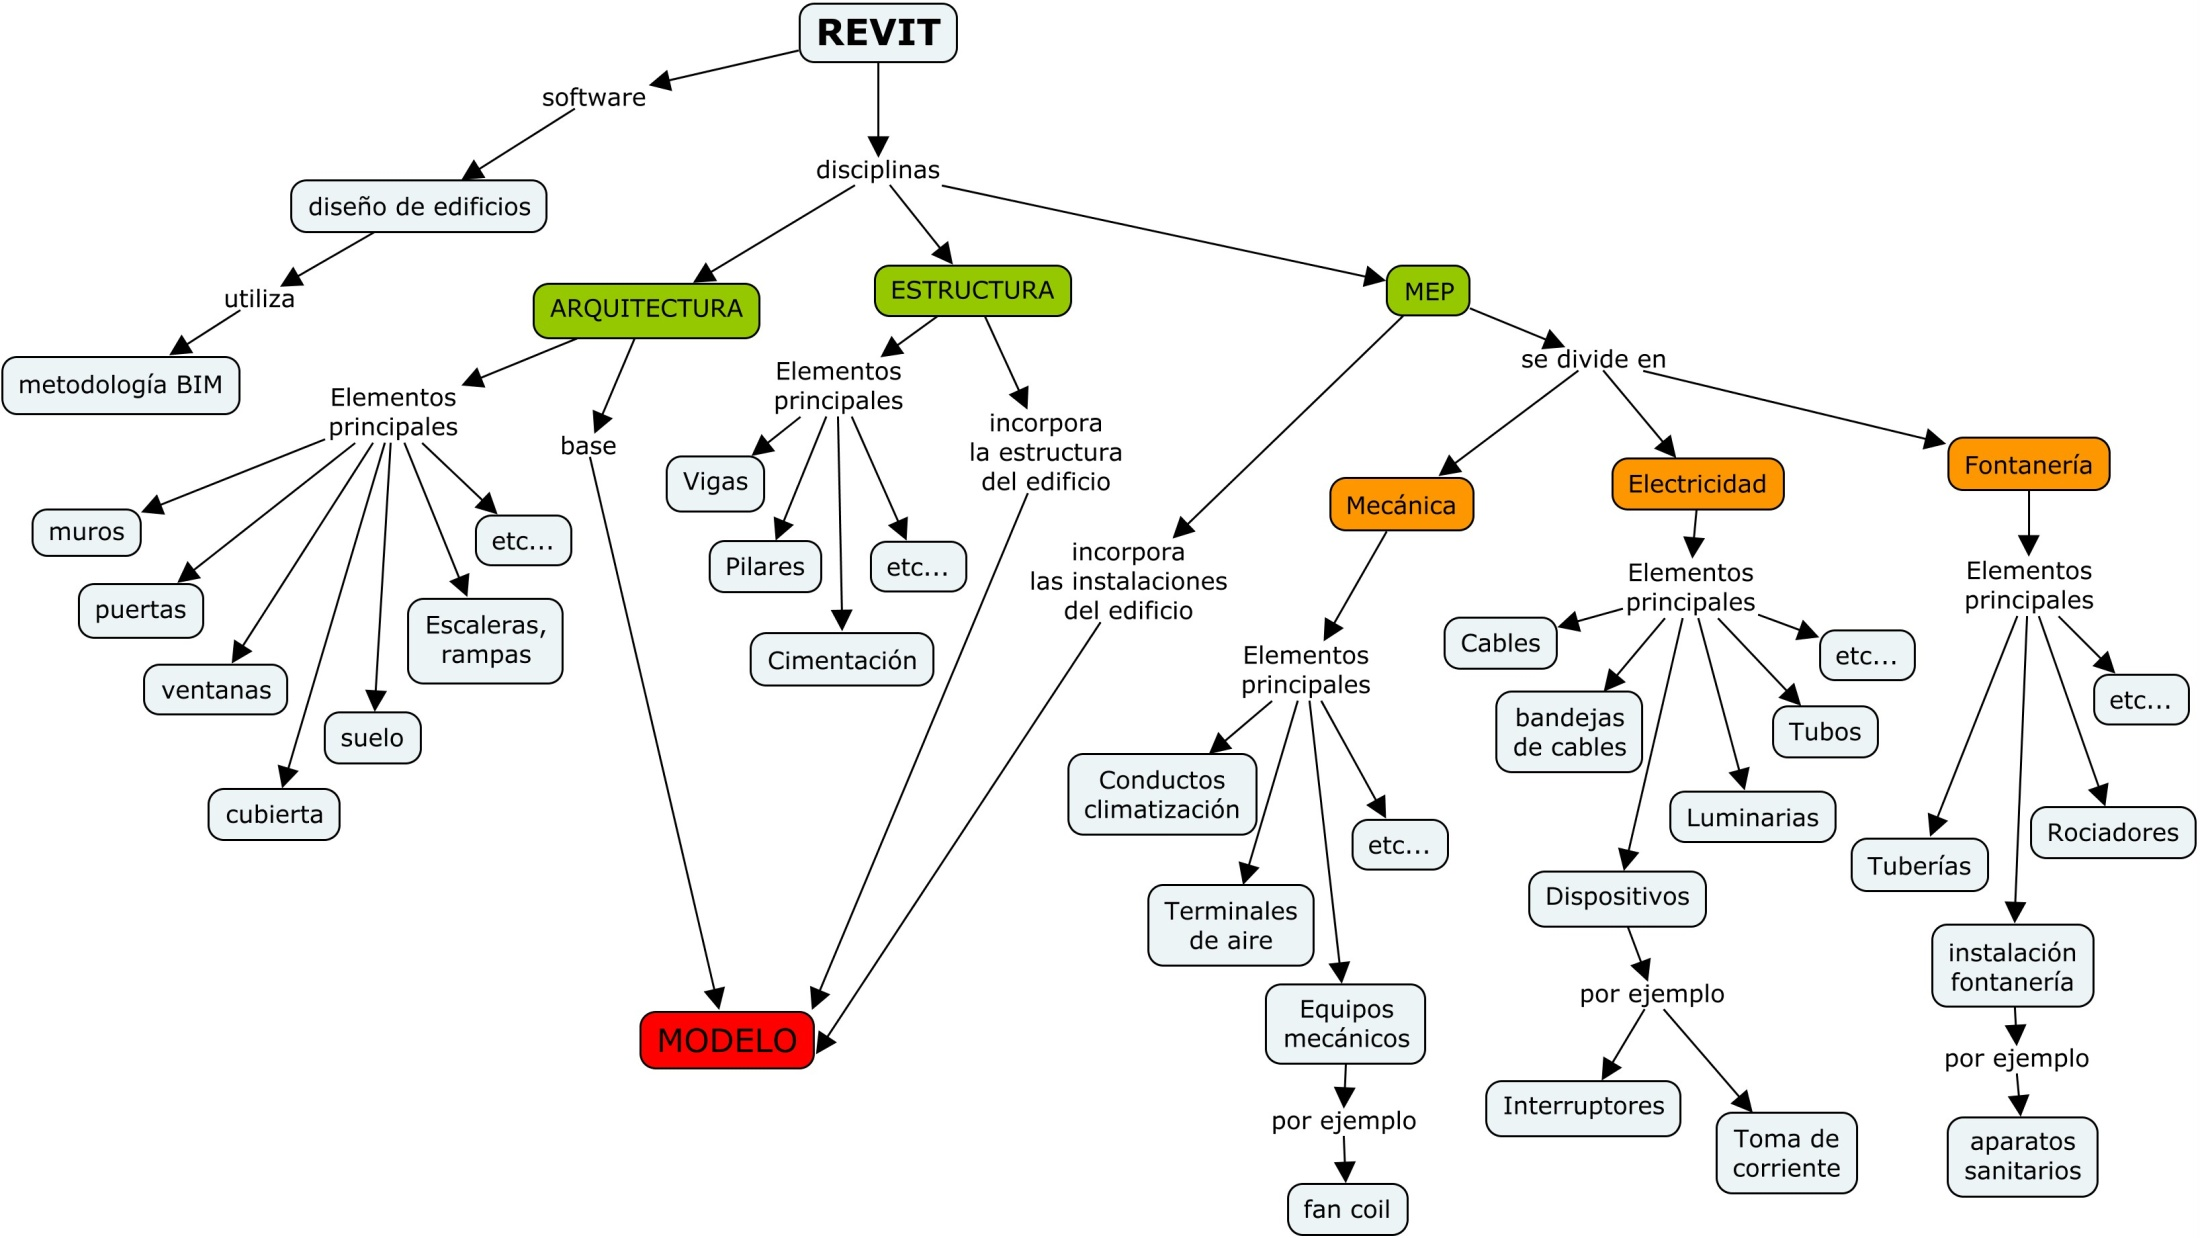 REVIT
software
disciplinas
diseño de edificios
utiliza
metodología BIM
ARQUITECTURA
Elementos
principales
muros
puertas
ventanas
cubierta
suelo
Escaleras,
rampas
etc...
base
ESTRUCTURA
Elementos
principales
Vigas
Pilares
Cimentación
etc...
incorpora
la estructura
del edificio
MEP
incorpora
las instalaciones
del edificio
MODELO
se divide en
Mecánica
Elementos
principales
Conductos
climatización
Terminales
de aire
Equipos
mecánicos
por ejemplo
fan coil
etc...
Electricidad
Elementos
principales
Cables
bandejas
de cables
Dispositivos
por ejemplo
Interruptores
Toma de
corriente
Luminarias
Tubos
etc...
Fontanería
Elementos
principales
Tuberías
instalación
fontanería
por ejemplo
aparatos
sanitarios
Rociadores
etc...